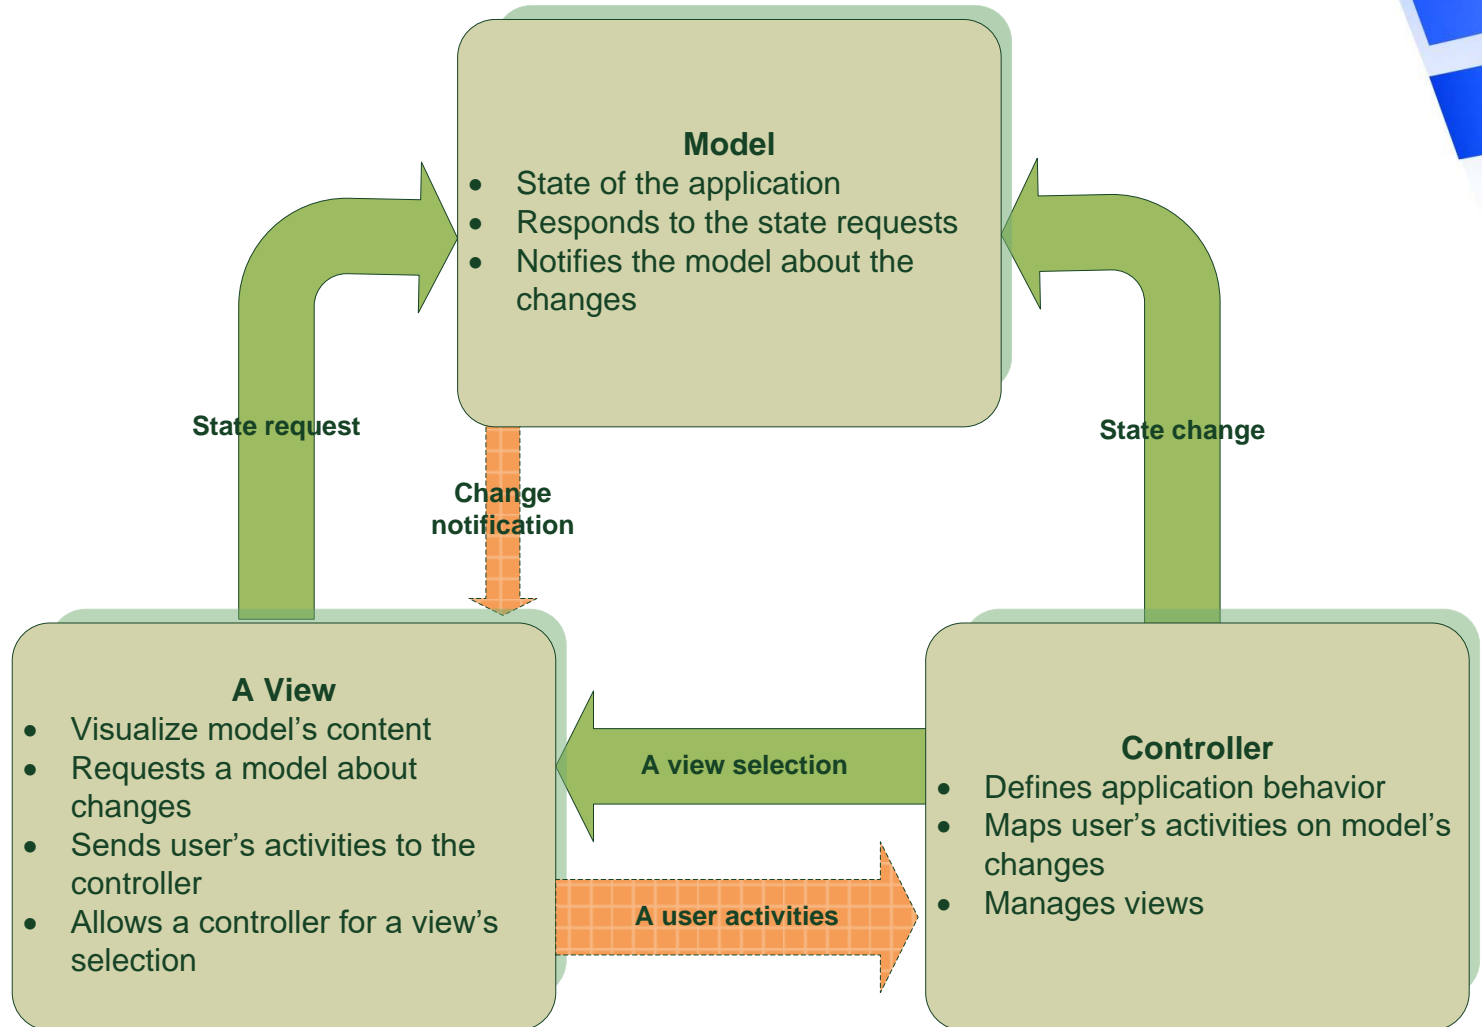 Model
• State of the application
• Responds to the state requests
• Notifies the model about the
changes
State request
State change
Change
notification
A View
• Visualize model’s content
• Requests a model about
changes
• Sends user’s activities to the
controller
• Allows a controller for a view’s
selection
A view selection
A user activities
Controller
• Defines application behavior
• Maps user’s activities on model’s
changes
• Manages views